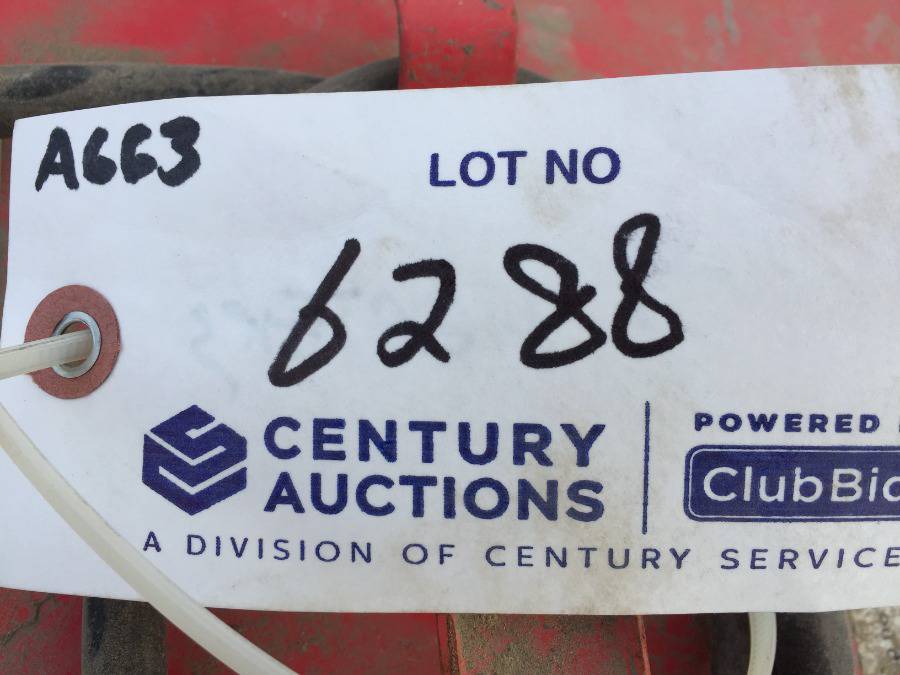 A663
LOT NO
6288
CENTURY
AUCTIONS
POWERED
ClubBid
A DIVISION OF CENTURY SERVICE